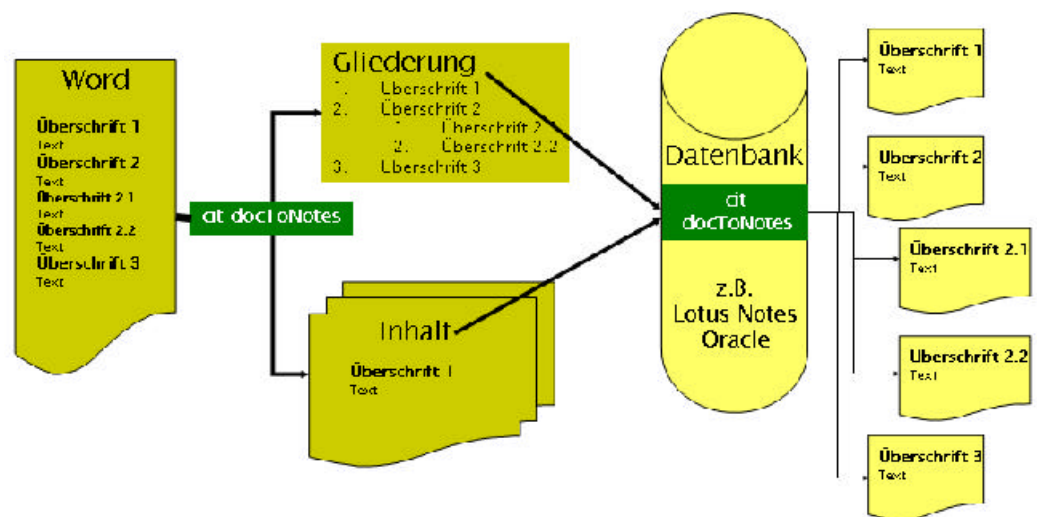 Word
Überschrift 1
Text
Überschrift 2
Text
Überschrift 2.1
Text
Überschrift 2.2
Text
Überschrift 3
Text
cit docToNotes
Gliederung
1. Überschrift 1
2. Überschrift 2
1. Überschrift 2
2. Überschrift 2.2
3. Überschrift 3
Inhalt
Überschrift 1
Text
Datenbank
cit
docToNotes
z.B.
Lotus Notes
Oracle
Überschrift 1
Text
Überschrift 2
Text
Überschrift 2.1
Text
Überschrift 2.2
Text
Überschrift 3
Text